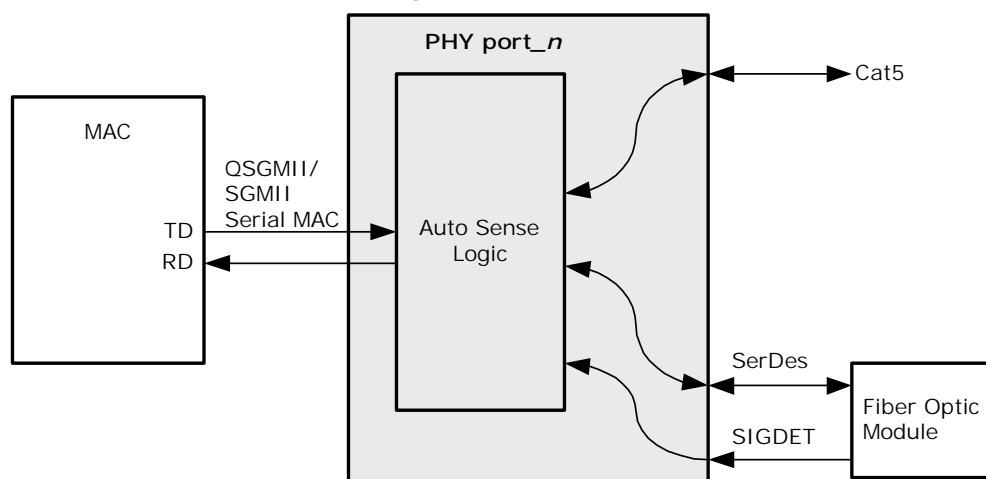 PHY port_n
Cat5
MAC
QSGMII/
SGMII
Serial MAC
TD
RD
Auto Sense
Logic
SerDes
SIGDET
Fiber Optic
Module